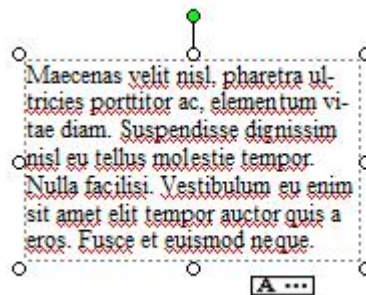 Maecenas velit nisl, pharetra ul-
tricies porttitor ac, elementum vi-
tae diam. Suspendisse dignissim
nisl eu tellus molestie tempor.
Nulla facilisi. Vestibulum eu enim
sit amet elit tempor auctor quis a
eros. Fusce et euismod neque.
A ...